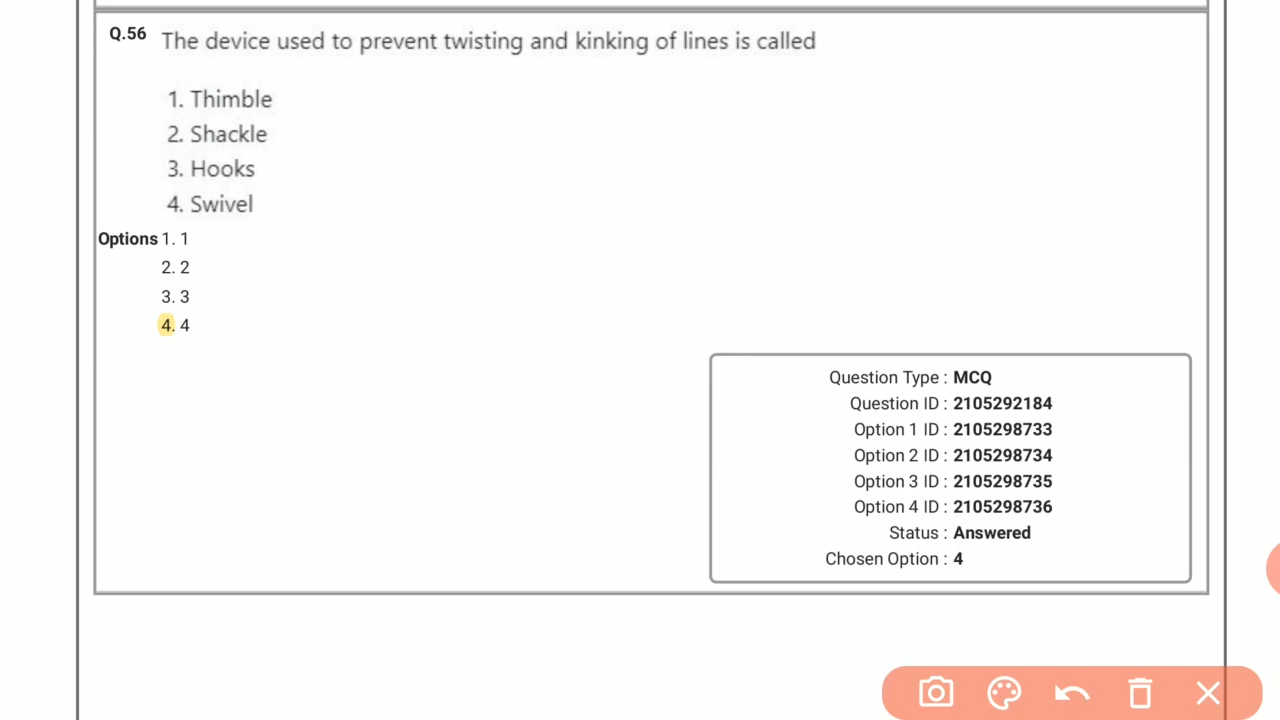 Q.56 The device used to prevent twisting and kinking of lines is called
1. Thimble
2. Shackle
3. Hooks
4. Swivel
Options 1. 1
2. 2
3. 3
4. 4
Question Type : MCQ
Question ID : 2105292184
Option 1 ID : 2105298733
Option 2 ID : 2105298734
Option 3 ID : 2105298735
Option 4 ID : 2105298736
Status : Answered
Chosen Option : 4